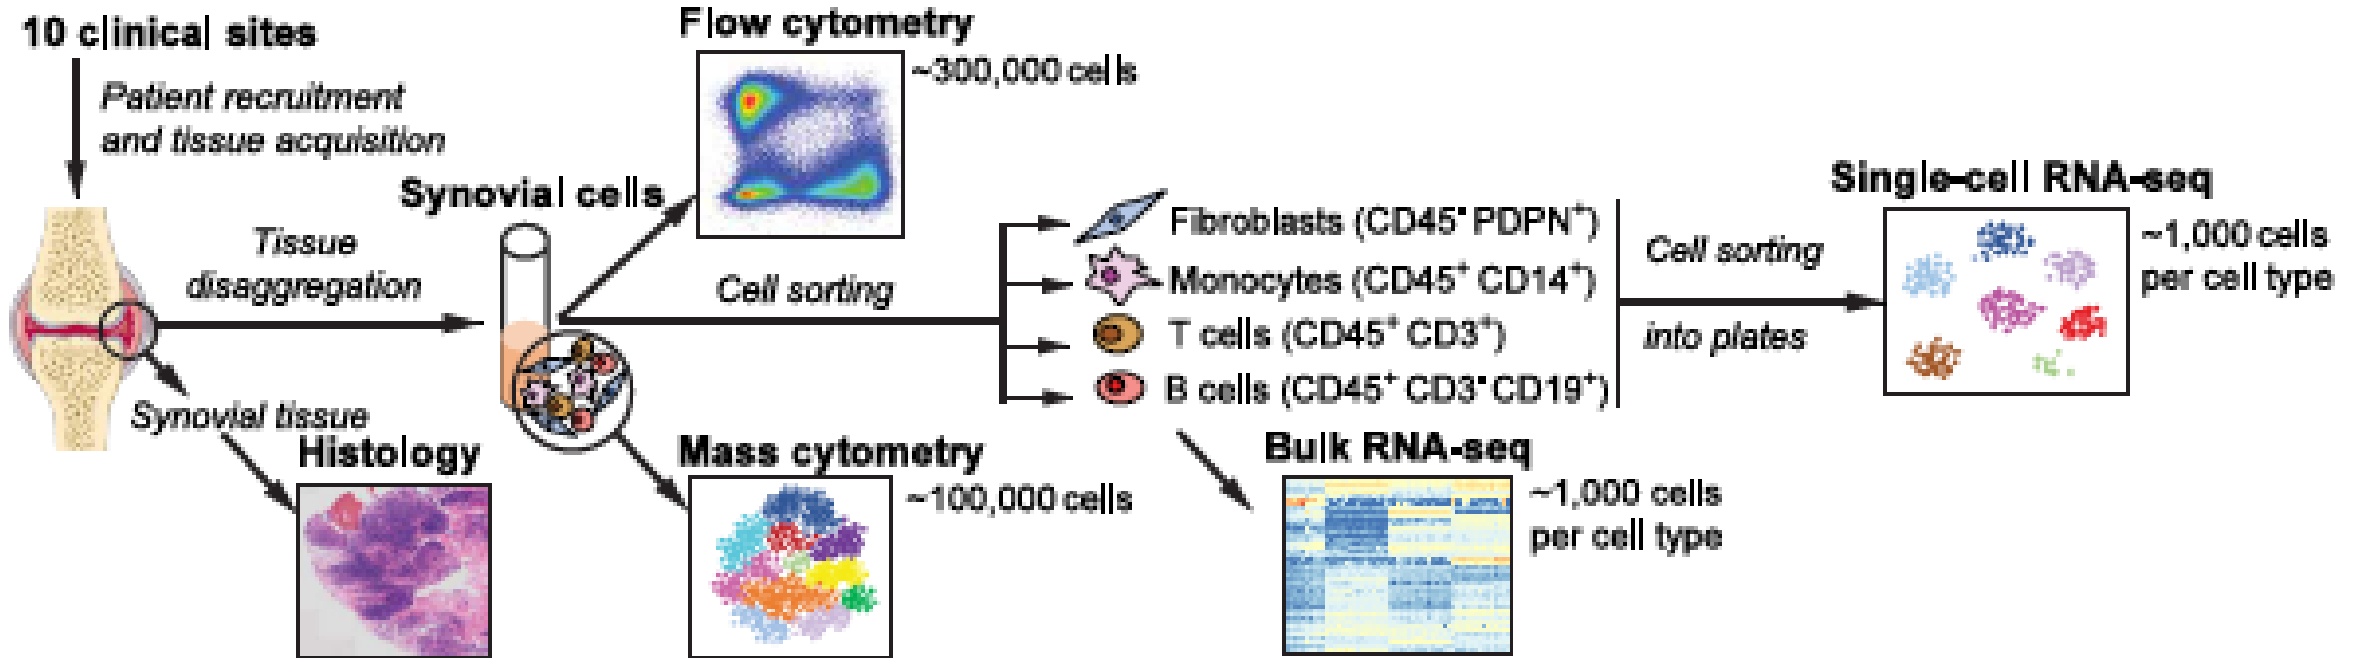 10 clinical sites
Patient recruitment
and tissue acquisition
Flow cytometry
~300,000 cells
Synovial cells
Tissue
disaggregation
Cell sorting
Fibroblasts (CD45⁻ PDPN⁺)
Monocytes (CD45⁺ CD14⁺)
T cells (CD45⁺ CD3⁺)
B cells (CD45⁺ CD3⁻ CD19⁺)
Cell sorting
into plates
Single-cell RNA-seq
~1,000 cells
per cell type
Synovial tissue
Histology
Mass cytometry
~100,000 cells
Bulk RNA-seq
~1,000 cells
per cell type